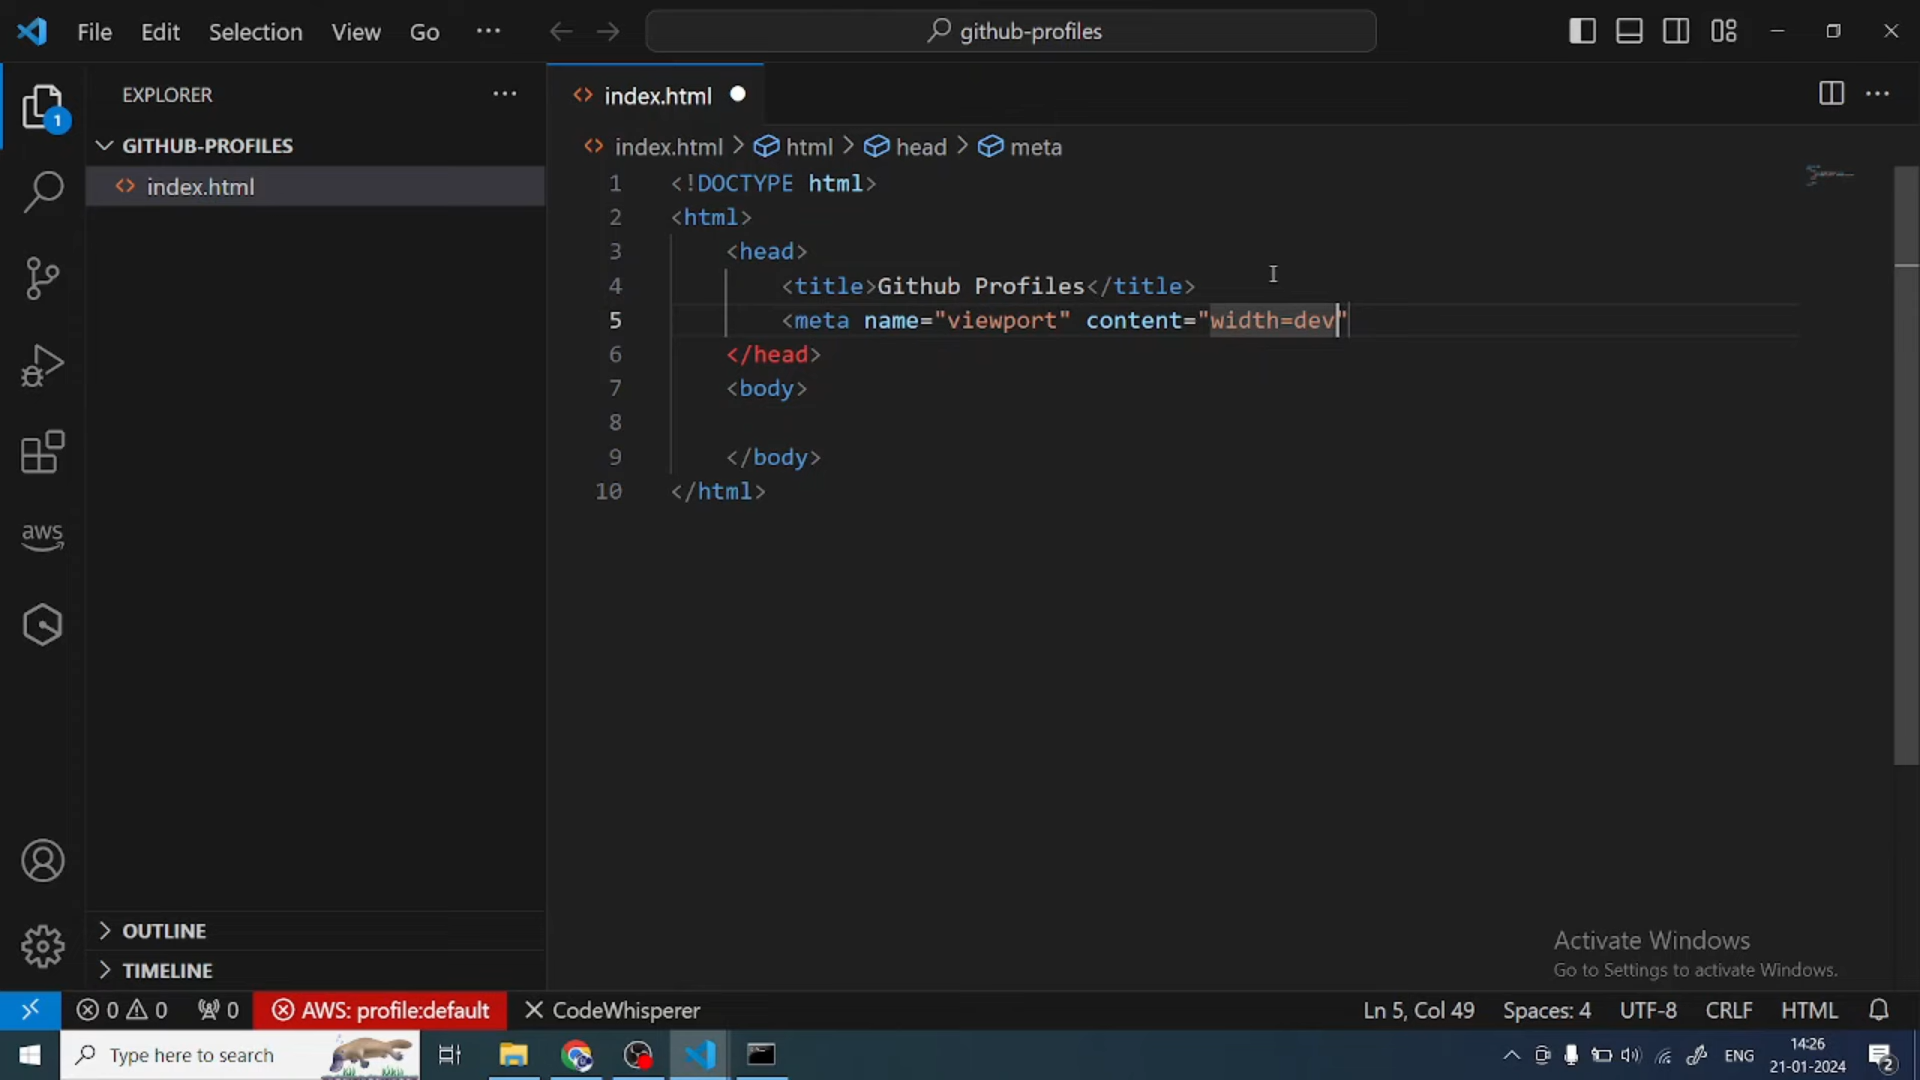 File Edit Selection View Go ··· github-profiles
EXPLORER ···
index.html
1
GITHUB-PROFILES
index.html > html > head > meta
index.html
1 <!DOCTYPE html>
2 <html>
3 <head>
4 <title>Github Profiles</title>
5 <meta name="viewport" content="width=dev"
6 </head>
7 <body>
8
9 </body>
10 </html>
aws
OUTLINE
TIMELINE
Activate Windows
Go to Settings to activate Windows.
0 0 0 AWS: profile:default CodeWhisperer Ln 5, Col 49 Spaces: 4 UTF-8 CRLF HTML
Type here to search ENG 14:26
21-01-2024
2